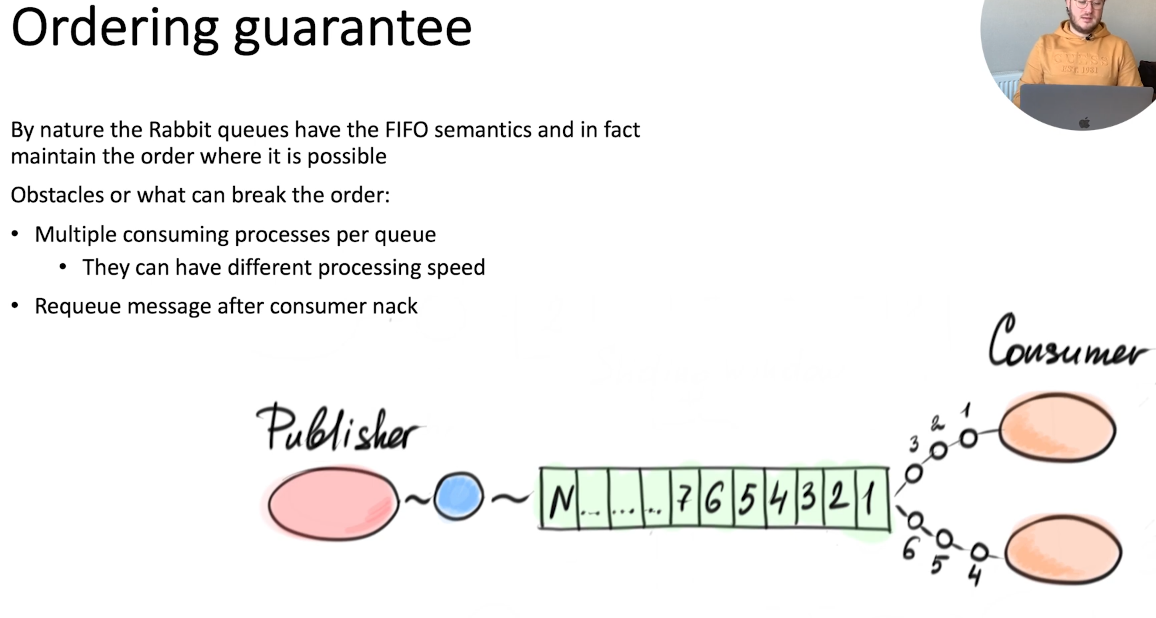 Ordering guarantee
By nature the Rabbit queues have the FIFO semantics and in fact
maintain the order where it is possible
Obstacles or what can break the order:
• Multiple consuming processes per queue
• They can have different processing speed
• Requeue message after consumer nack
Consumer
Publisher
3 2 1
N ... ... .. 7 6 5 4 3 2 1
6 5 4